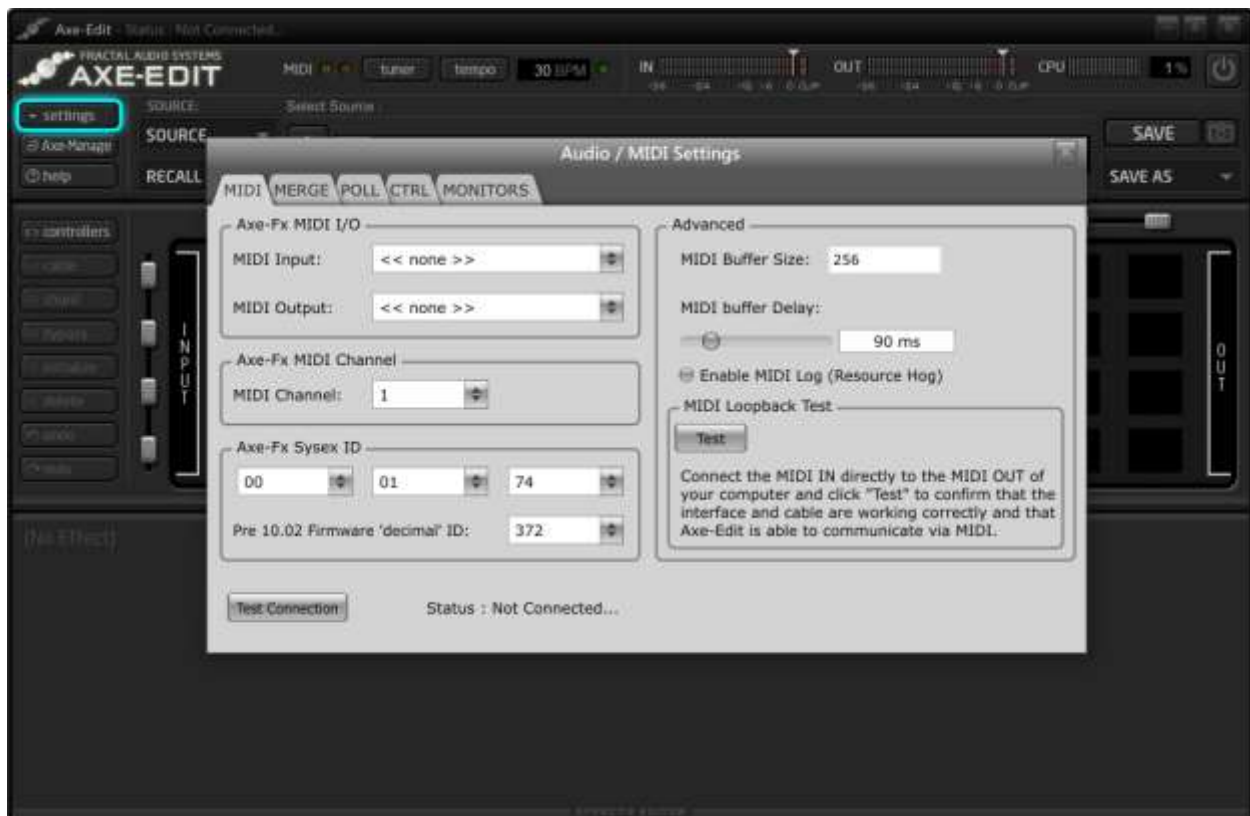 Axe-Edit - Status : Not Connected...
FRACTAL AUDIO SYSTEMS
AXE-EDIT
MIDI
tuner
tempo
30 BPM
IN
OUT
CPU
1%
settings
SOURCE:
Select Source
Axe-Manage
SOURCE
SAVE
help
RECALL
SAVE AS
Audio / MIDI Settings
MIDI MERGE POLL CTRL MONITORS
controllers
INPUT
OUT
Axe-Fx MIDI I/O
MIDI Input: << none >>
MIDI Output: << none >>
Axe-Fx MIDI Channel
MIDI Channel: 1
Axe-Fx Sysex ID
00 01 74
Pre 10.02 Firmware 'decimal' ID: 372
Advanced
MIDI Buffer Size: 256
MIDI buffer Delay:
90 ms
Enable MIDI Log (Resource Hog)
MIDI Loopback Test
Test
Connect the MIDI IN directly to the MIDI OUT of
your computer and click "Test" to confirm that the
interface and cable are working correctly and that
Axe-Edit is able to communicate via MIDI.
Test Connection
Status : Not Connected...
initialize
delete
undo
(No Effect)